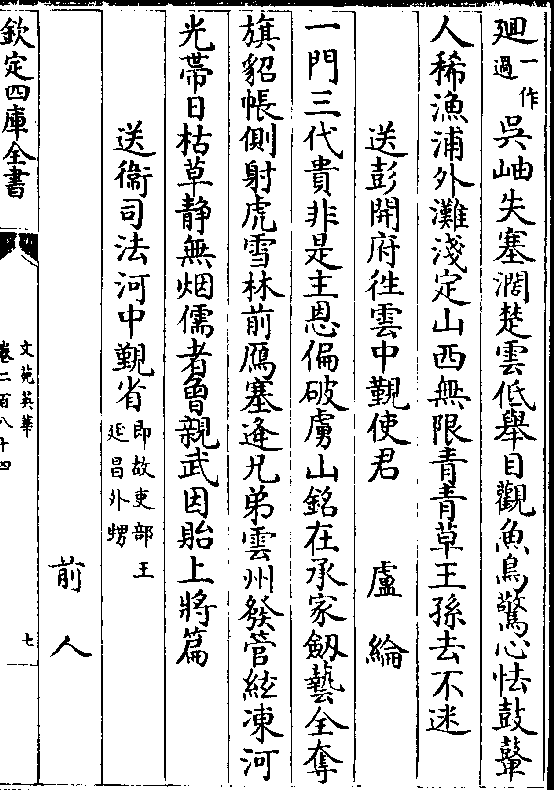 廻一作過吳岫失塞濶楚雲低舉目觀魚鳥驚心怯鼓鼙
人稀漁浦外灘淺定山西無限青青草王孫去不迷
送彭開府往雲中覲使君 盧綸
一門三代貴非是主恩偏破虜山銘在承家劔藝全奪
旗貂帳側射虎雪林前鴈塞逢兄弟雲州發管絃凍河
光帶日枯草静無烟儒者曾親武因貽上將篇
送衞司法河中覲省即故吏部王延昌外甥 前人
欽定四庫全書
文苑英華
卷二百八十四
七